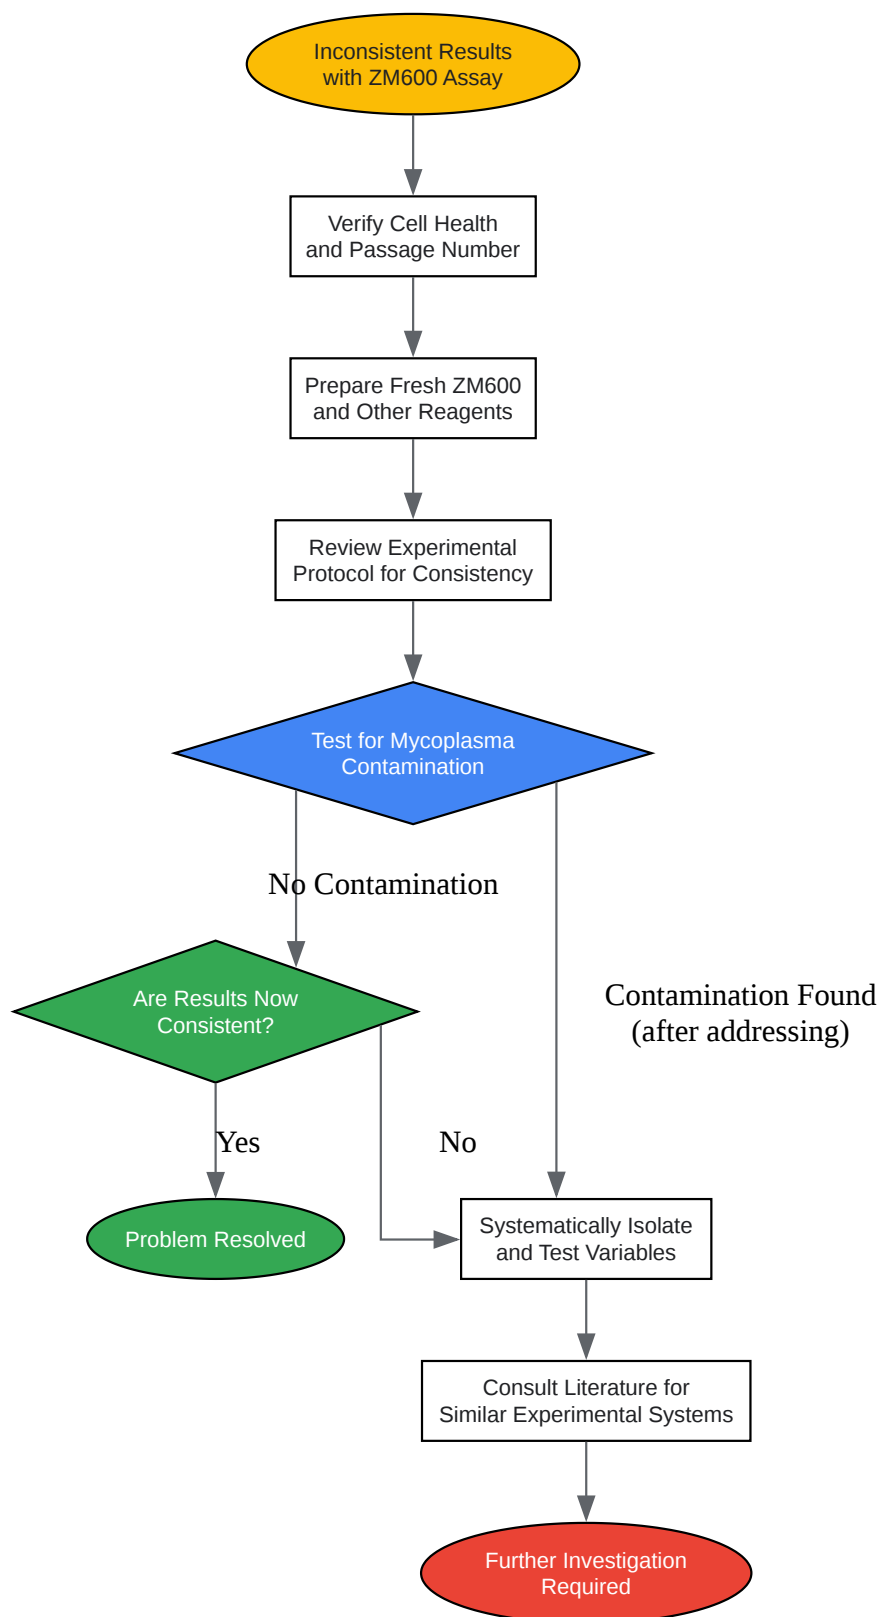 Inconsistent Results
with ZM600 Assay
Verify Cell Health
and Passage Number
Prepare Fresh ZM600
and Other Reagents
Review Experimental
Protocol for Consistency
Test for Mycoplasma
Contamination
No Contamination
Contamination Found
(after addressing)
Are Results Now
Consistent?
Yes
No
Problem Resolved
Systematically Isolate
and Test Variables
Consult Literature for
Similar Experimental Systems
Further Investigation
Required